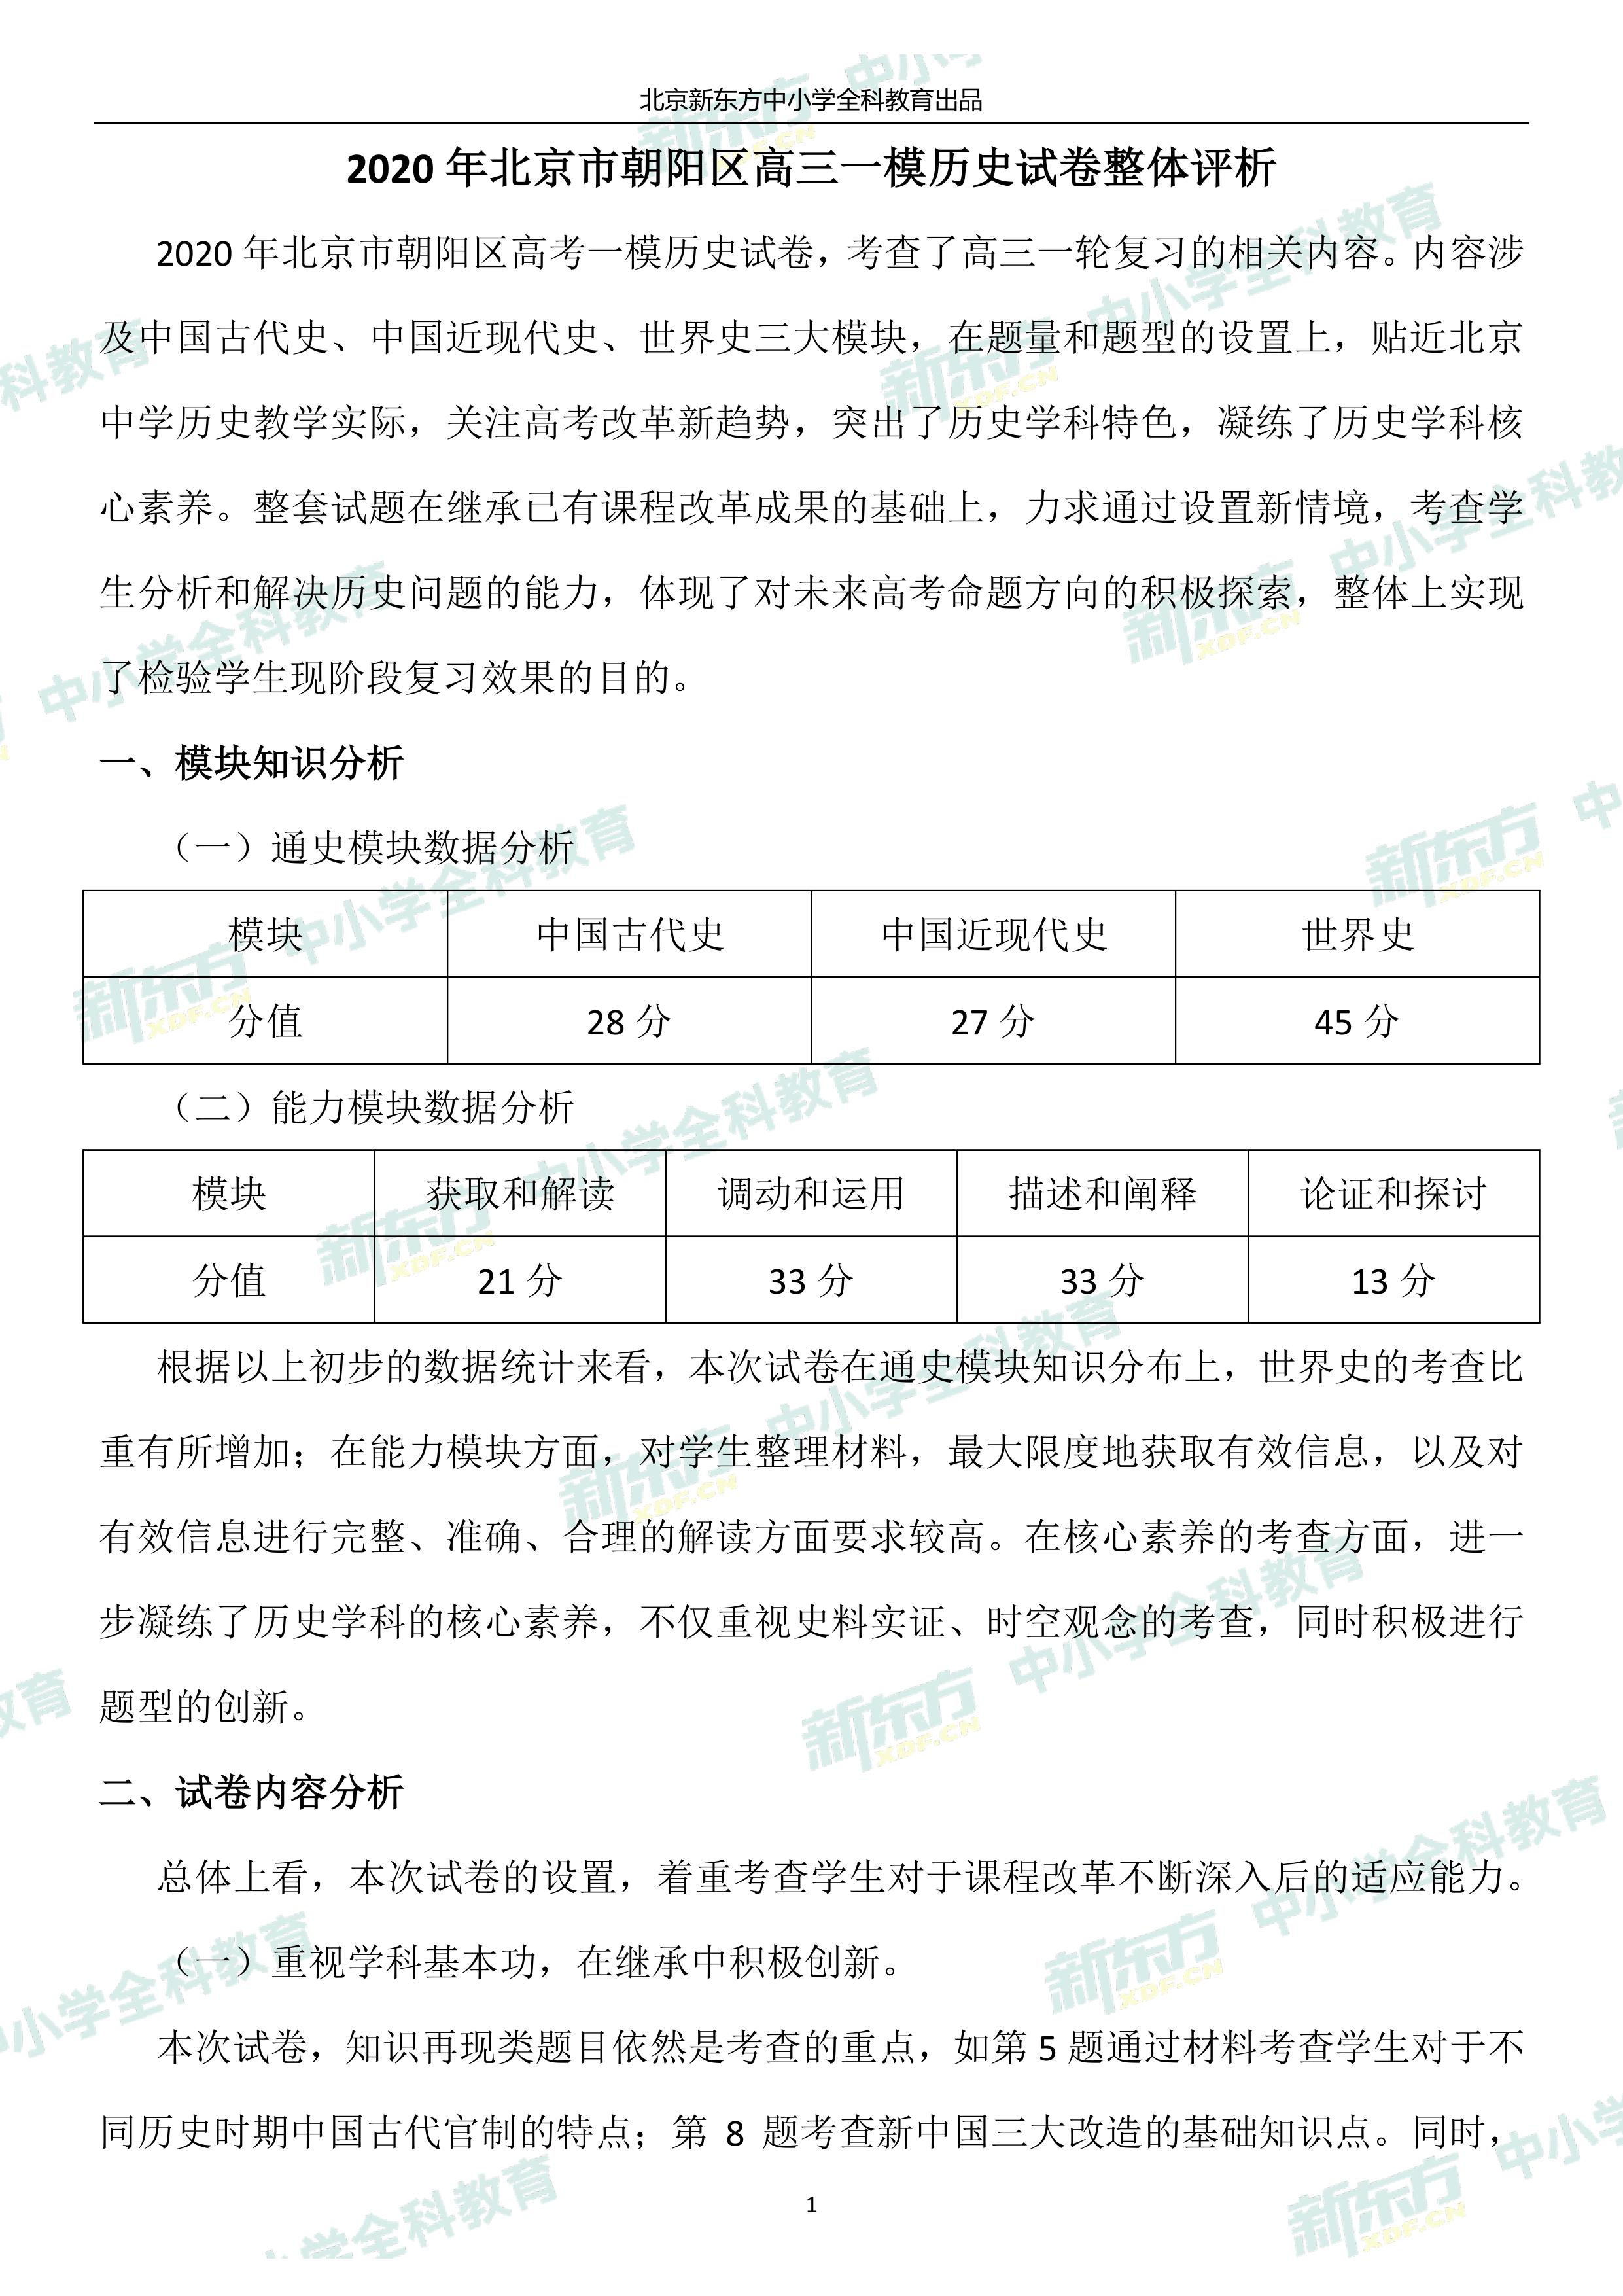 北京新东方中小学全科教育出品
2020 年北京市朝阳区高三一模历史试卷整体评析
2020 年北京市朝阳区高考一模历史试卷，考查了高三一轮复习的相关内容。内容涉
及中国古代史、中国近现代史、世界史三大模块，在题量和题型的设置上，贴近北京
中学历史教学实际，关注高考改革新趋势，突出了历史学科特色，凝练了历史学科核
心素养。整套试题在继承已有课程改革成果的基础上，力求通过设置新情境，考查学
生分析和解决历史问题的能力，体现了对未来高考命题方向的积极探索，整体上实现
了检验学生现阶段复习效果的目的。
一、模块知识分析
（一）通史模块数据分析
模块 中国古代史 中国近现代史 世界史
分值 28 分 27 分 45 分
（二）能力模块数据分析
模块 获取和解读 调动和运用 描述和阐释 论证和探讨
分值 21 分 33 分 33 分 13 分
根据以上初步的数据统计来看，本次试卷在通史模块知识分布上，世界史的考查比
重有所增加；在能力模块方面，对学生整理材料，最大限度地获取有效信息，以及对
有效信息进行完整、准确、合理的解读方面要求较高。在核心素养的考查方面，进一
步凝练了历史学科的核心素养，不仅重视史料实证、时空观念的考查，同时积极进行
题型的创新。
二、试卷内容分析
总体上看，本次试卷的设置，着重考查学生对于课程改革不断深入后的适应能力。
（一）重视学科基本功，在继承中积极创新。
本次试卷，知识再现类题目依然是考查的重点，如第 5 题通过材料考查学生对于不
同历史时期中国古代官制的特点；第 8 题考查新中国三大改造的基础知识点。同时，
1
新东方 XDF.CN 中小学全科教育